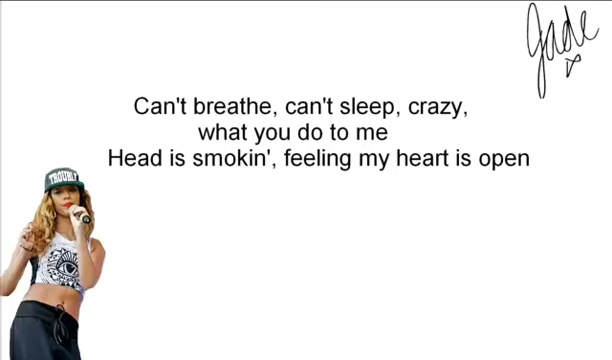 Jade
Can't breathe, can't sleep, crazy,
what you do to me
Head is smokin', feeling my heart is open
TROUBLE